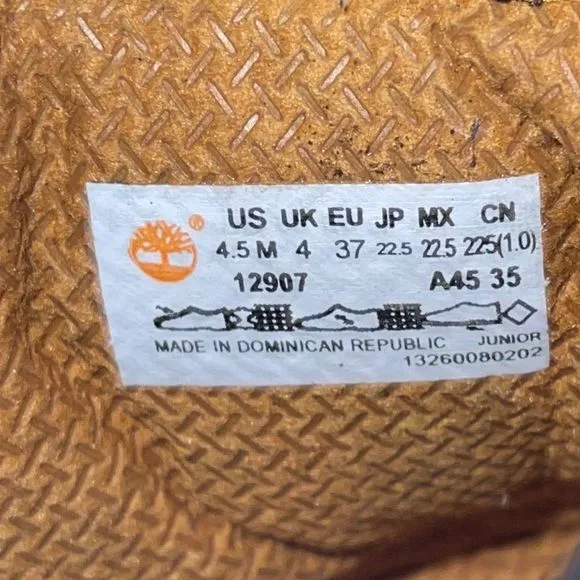 ® US UK EU JP MX CN
4.5 M 4 37 22.5 22.5 225(1.0)
12907 A45 35
MADE IN DOMINICAN REPUBLIC JUNIOR
13260080202